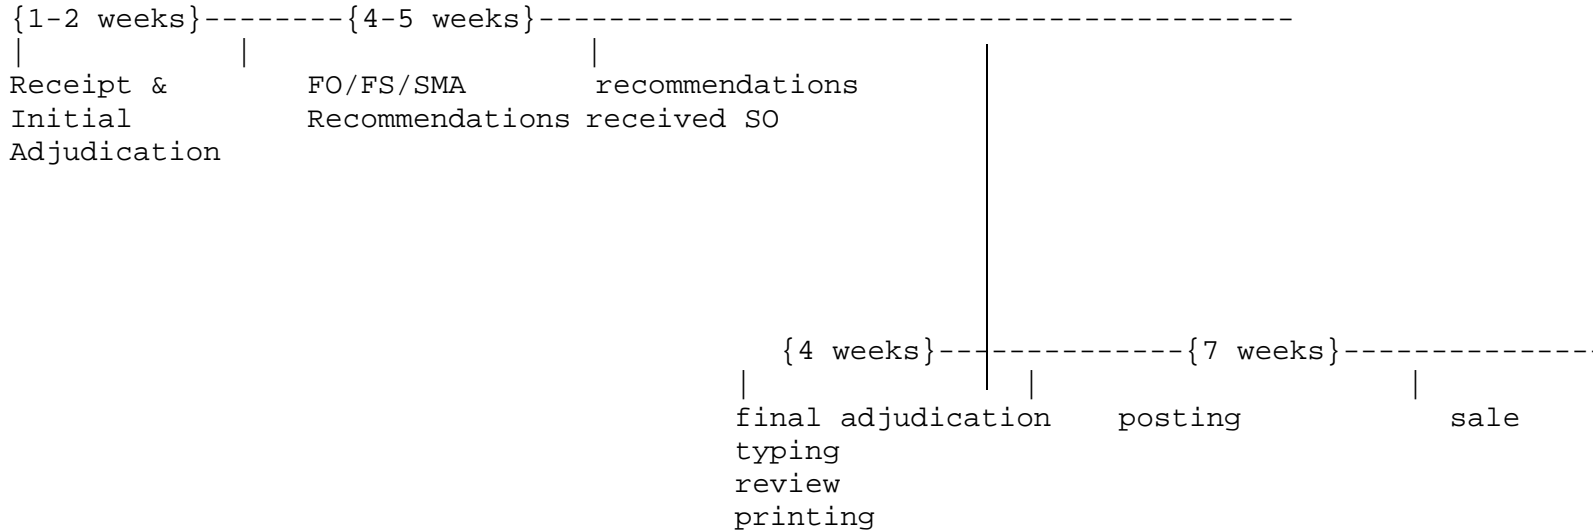 {1-2 weeks}--------{4-5 weeks}-------------------------------------------
| | |
Receipt & FO/FS/SMA recommendations
Initial Recommendations received SO
Adjudication
{4 weeks}--------------{7 weeks}---------------
| | |
final adjudication posting sale
typing
review
printing